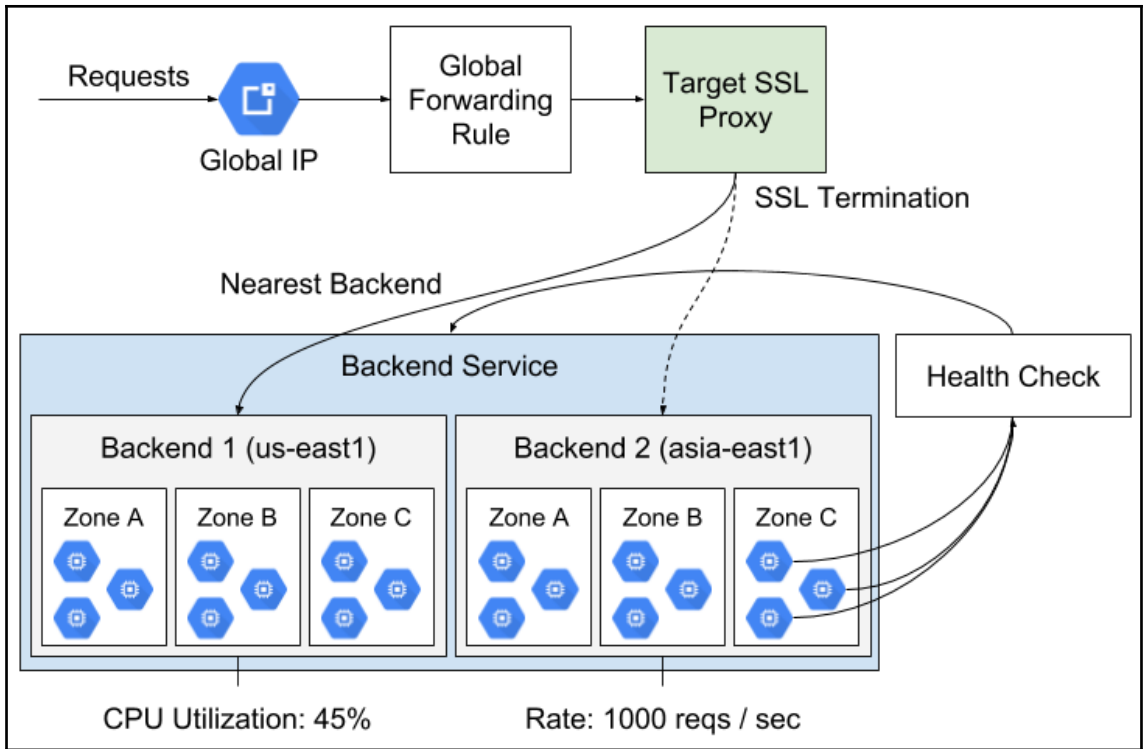 Requests
Global IP
Global
Forwarding
Rule
Target SSL
Proxy
SSL Termination
Nearest Backend
Backend Service
Health Check
Backend 1 (us-east1)
Zone A
Zone B
Zone C
Backend 2 (asia-east1)
Zone A
Zone B
Zone C
CPU Utilization: 45%
Rate: 1000 reqs / sec